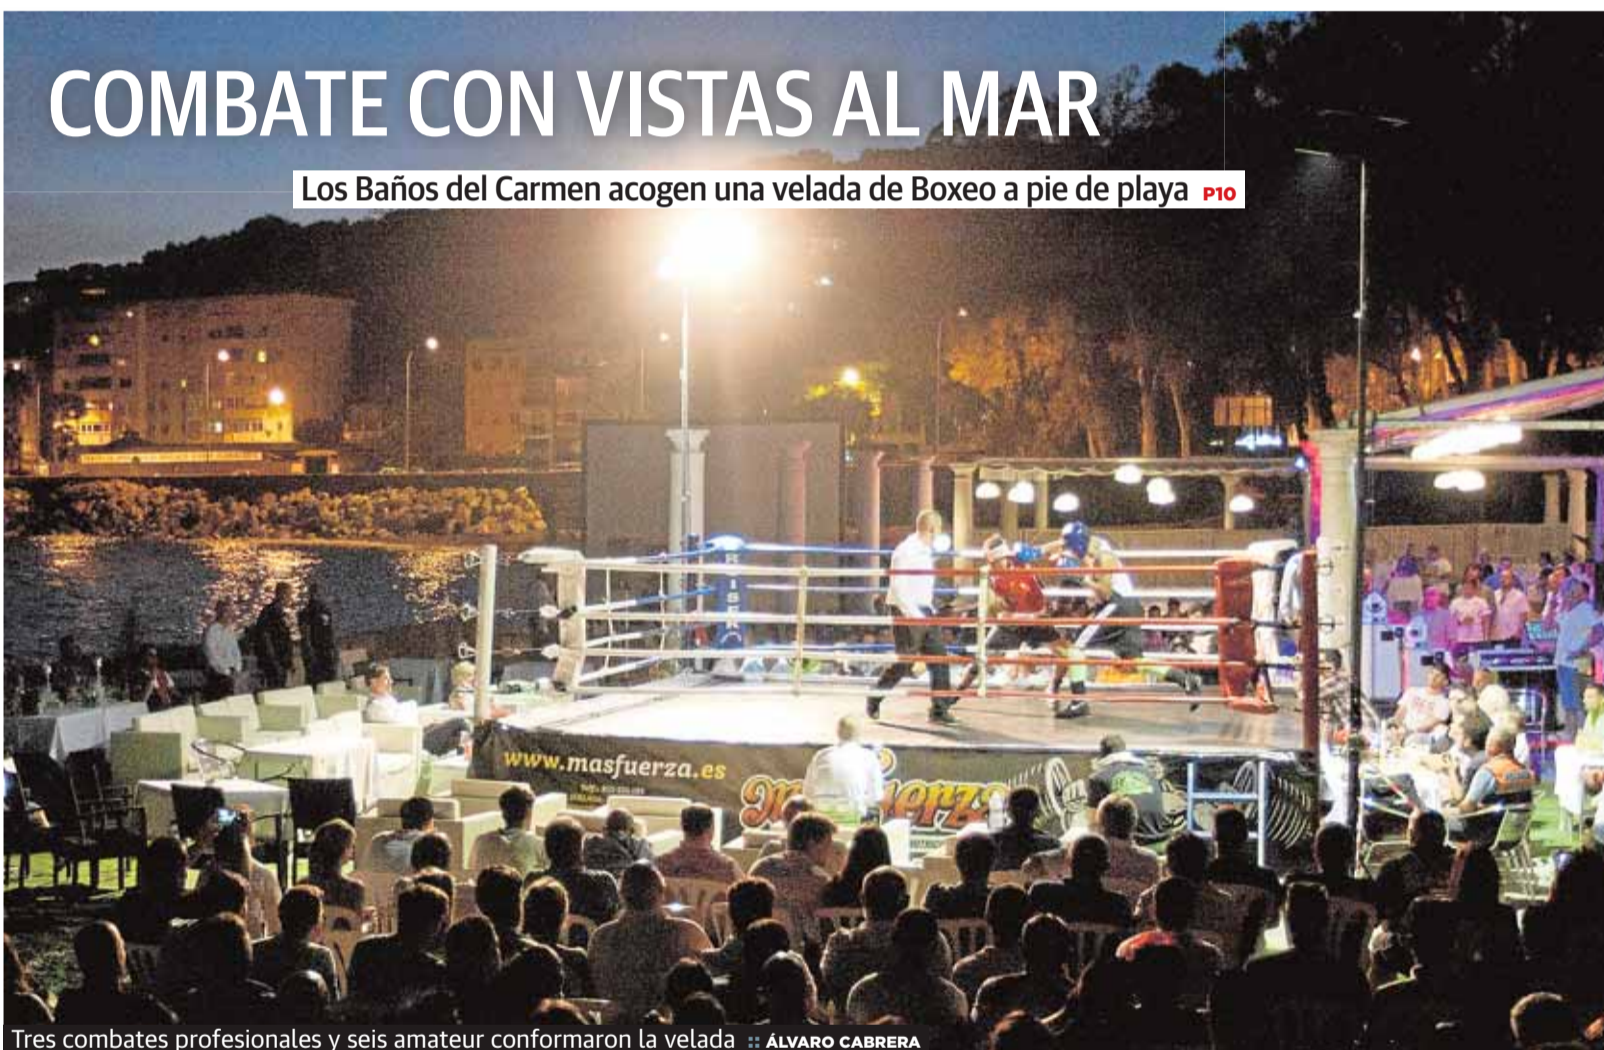 COMBATE CON VISTAS AL MAR
Los Baños del Carmen acogen una velada de Boxeo a pie de playa P10
www.masfuerza.es
Tres combates profesionales y seis amateur conformaron la velada :: ÁLVARO CABRERA